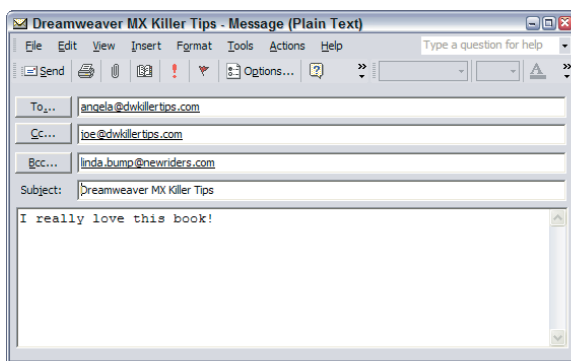 Dreamweaver MX Killer Tips - Message (Plain Text)
File Edit View Insert Format Tools Actions Help Type a question for help
Send Options...
To... angela@dwkillertips.com
Cc... joe@dwkillertips.com
Bcc... linda.bump@newriders.com
Subject: Dreamweaver MX Killer Tips
I really love this book!